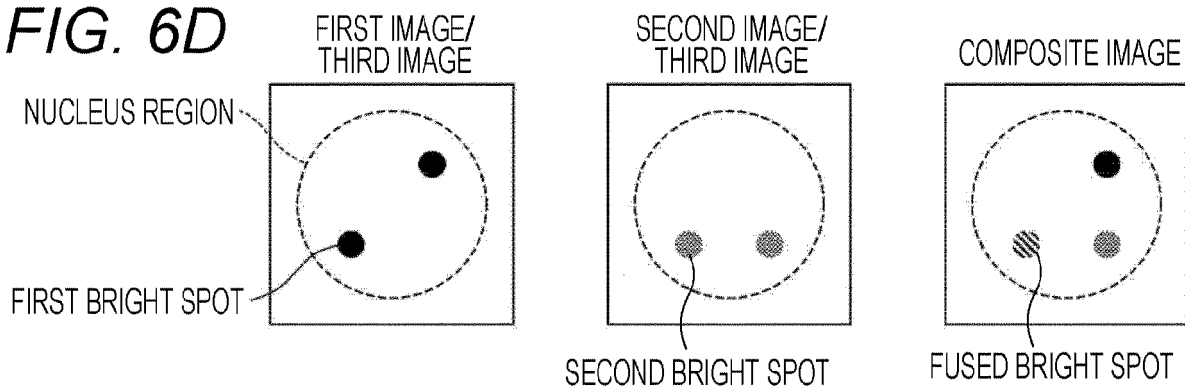 FIG. 6D
FIRST IMAGE/
THIRD IMAGE
SECOND IMAGE/
THIRD IMAGE
COMPOSITE IMAGE
NUCLEUS REGION
FIRST BRIGHT SPOT
SECOND BRIGHT SPOT
FUSED BRIGHT SPOT